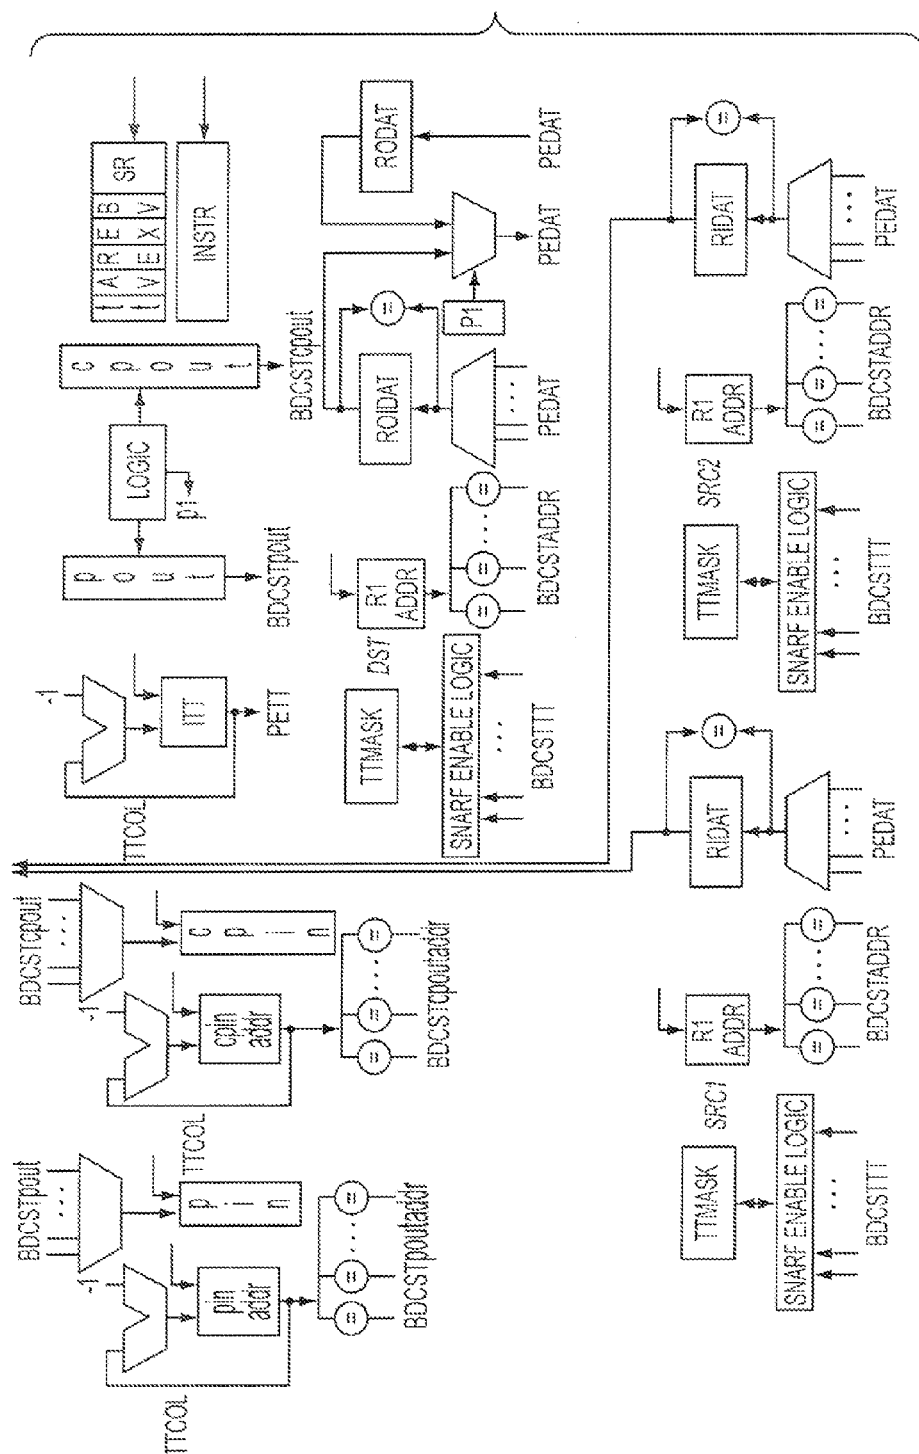 BDCSTpout
-1
TTCOL
pin
addr
p
i
n
BDCSTpoutaddr
=
=
=
BDCSTcpout
-1
TTCOL
cpin
addr
c
p
i
n
BDCSTcpoutaddr
=
=
=
-1
TTCOL
ITT
PETT
p
o
u
t
BDCSTpout
LOGIC
p1
c
p
o
u
t
BDCSTcpout
t A R E B SR
t V E X V
INSTR
TTMASK
SNARF ENABLE LOGIC
BDCSTTT
DST
R1
ADDR
=
=
=
BDCSTADDR
ROIDAT
=
PEDAT
P1
PEDAT
RODAT
PEDAT
TTMASK
SNARF ENABLE LOGIC
BDCSTTT
SRC1
R1
ADDR
=
=
=
BDCSTADDR
RIDAT
=
PEDAT
TTMASK
SNARF ENABLE LOGIC
BDCSTTT
SRC2
R1
ADDR
=
=
=
BDCSTADDR
RIDAT
=
PEDAT